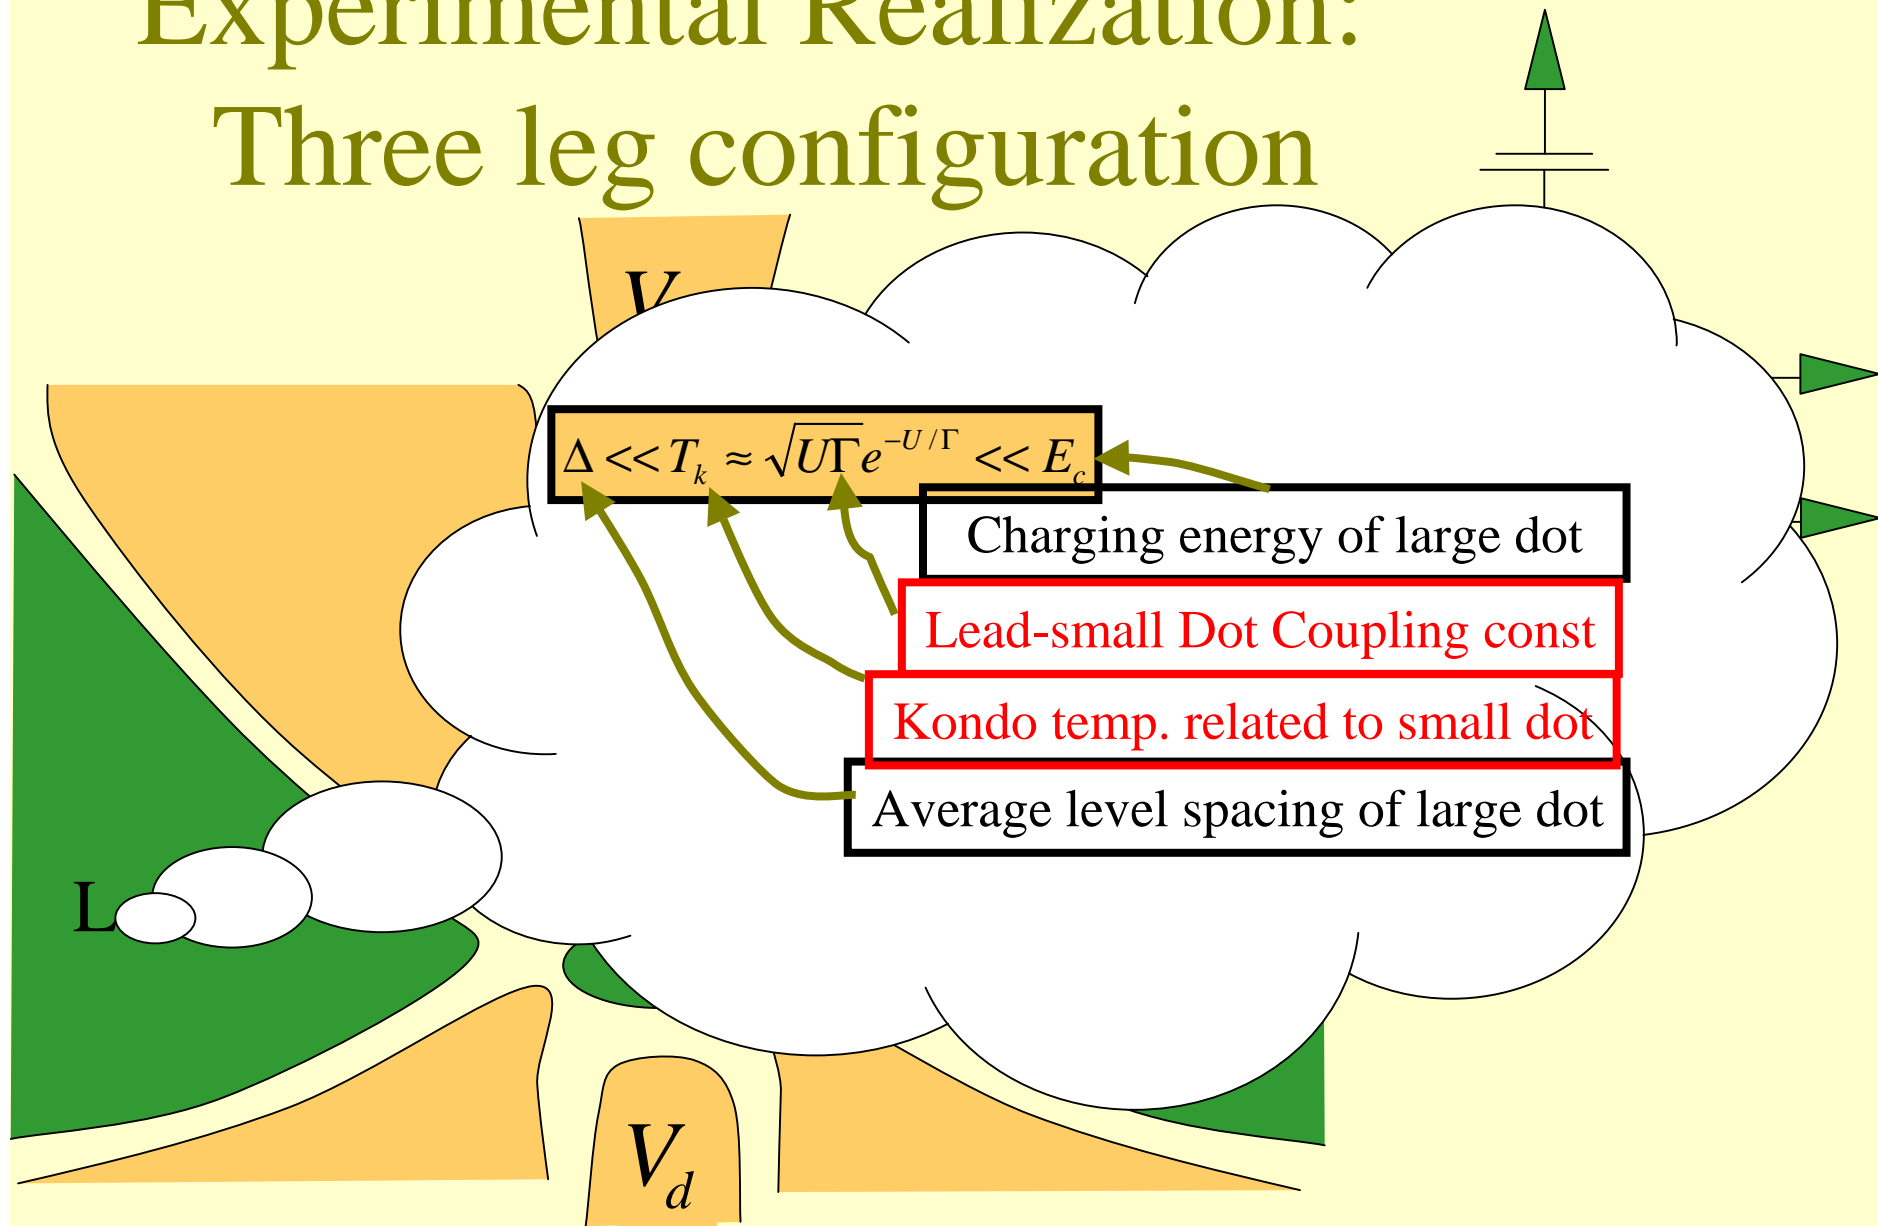 Experimental Realization:
Three leg configuration
V
Δ << T_k ≈ √UΓ e^{-U/Γ} << E_c
Charging energy of large dot
Lead-small Dot Coupling const
Kondo temp. related to small dot
Average level spacing of large dot
L
V_d